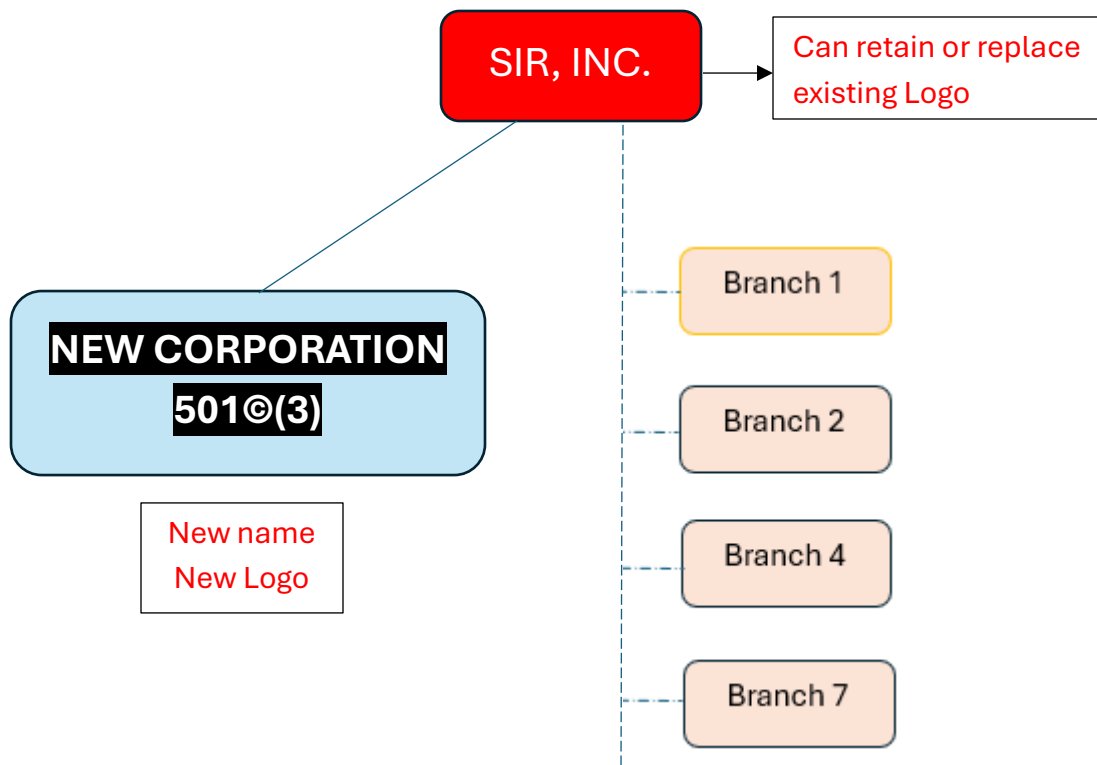 SIR, INC.
Can retain or replace
existing Logo
Branch 1
NEW CORPORATION
501©(3)
Branch 2
New name
New Logo
Branch 4
Branch 7